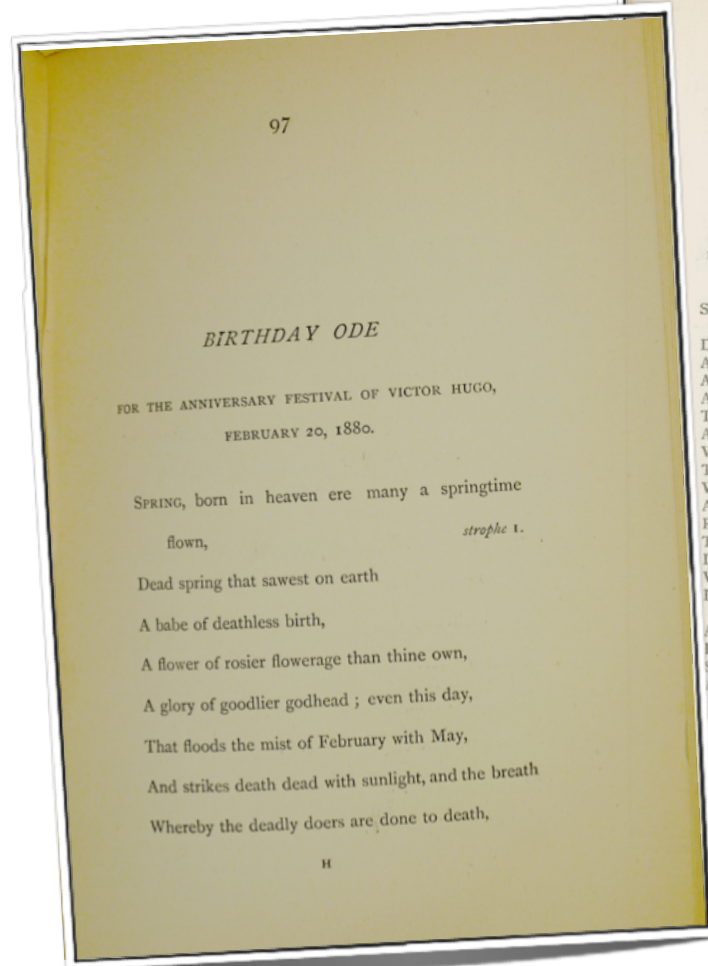 97
BIRTHDAY ODE
FOR THE ANNIVERSARY FESTIVAL OF VICTOR HUGO,
FEBRUARY 20, 1880.
SPRING, born in heaven ere many a springtime
flown,
strophe 1.
Dead spring that sawest on earth
A babe of deathless birth,
A flower of rosier flowerage than thine own,
A glory of goodlier godhead ; even this day,
That floods the mist of February with May,
And strikes death dead with sunlight, and the breath
Whereby the deadly doers are done to death,
H